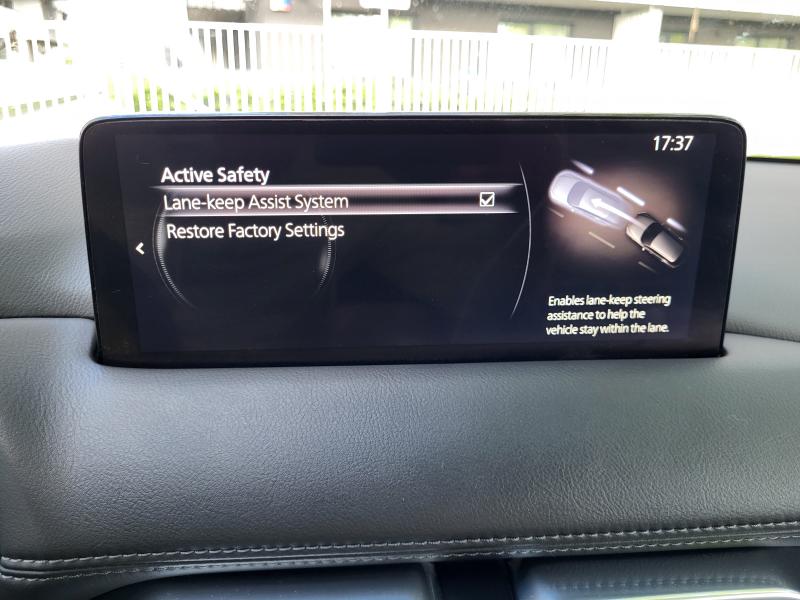 17:37
Active Safety
Lane-keep Assist System
Restore Factory Settings
Enables lane-keep steering
assistance to help the
vehicle stay within the lane.